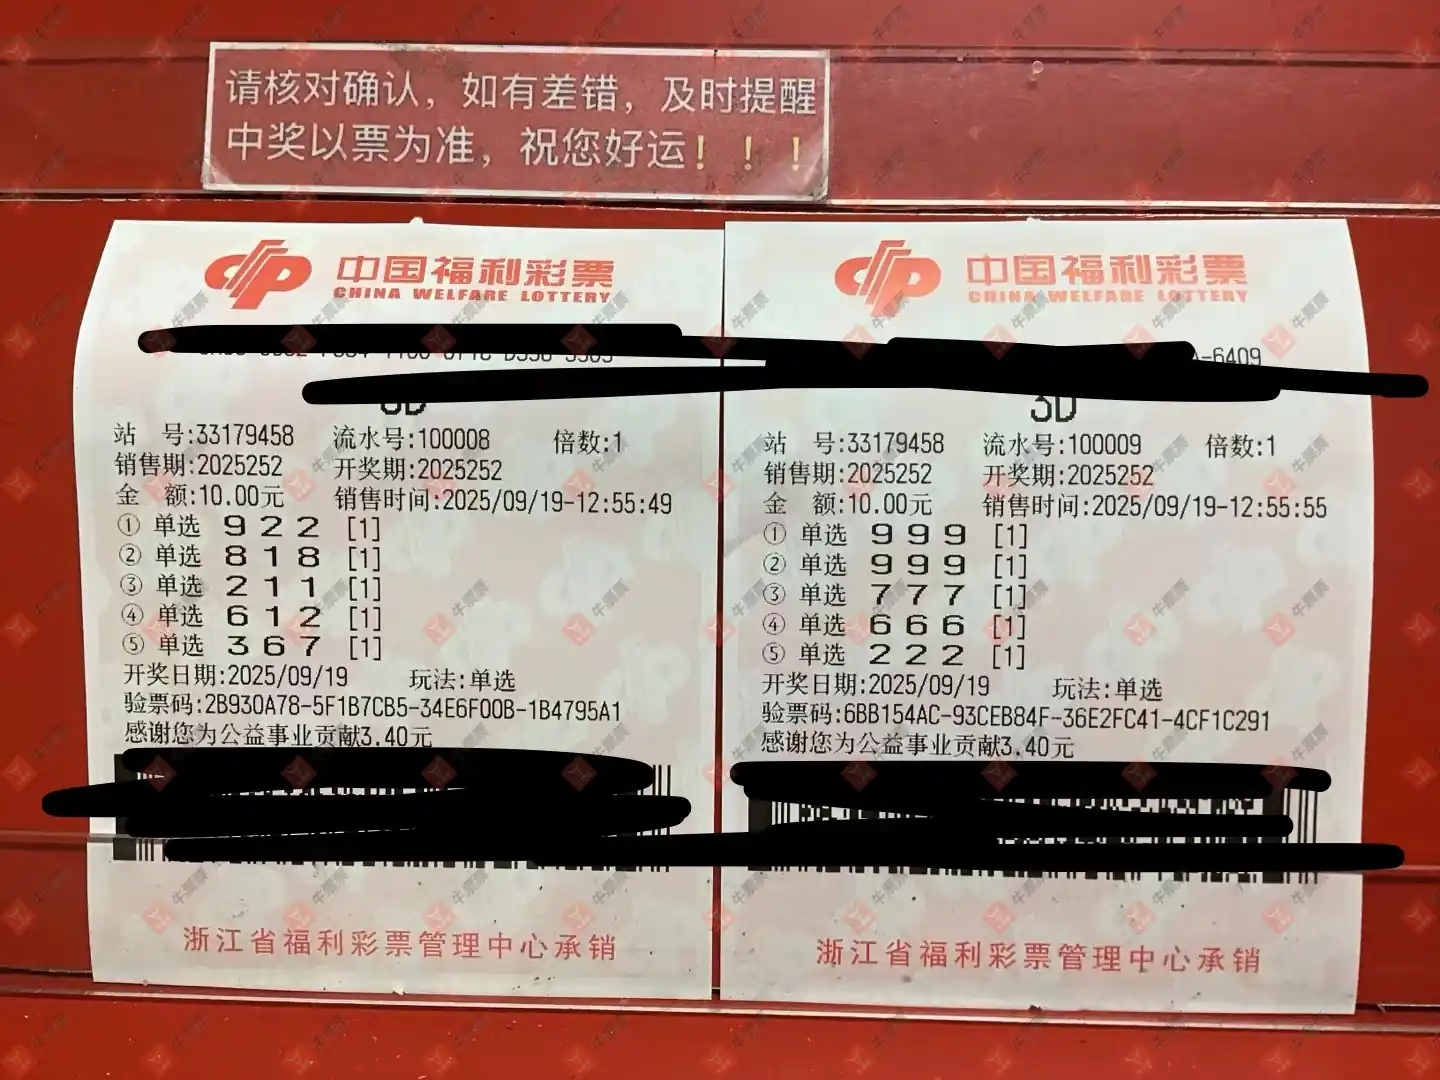 请核对确认，如有差错，及时提醒
中奖以票为准，祝您好运！！！
中国福利彩票
CHINA WELFARE LOTTERY
站 号:33179458 流水号:100008 倍数:1
销售期:2025252 开奖期:2025252
金 额:10.00元 销售时间:2025/09/19-12:55:49
① 单选 9 2 2 [1]
② 单选 8 1 8 [1]
③ 单选 2 1 1 [1]
④ 单选 6 1 2 [1]
⑤ 单选 3 6 7 [1]
开奖日期:2025/09/19 玩法:单选
验票码:2B930A78-5F1B7CB5-34E6F00B-1B4795A1
感谢您为公益事业贡献3.40元
浙江省福利彩票管理中心承销
中国福利彩票
CHINA WELFARE LOTTERY
-6409
3D
站 号:33179458 流水号:100009 倍数:1
销售期:2025252 开奖期:2025252
金 额:10.00元 销售时间:2025/09/19-12:55:55
① 单选 9 9 9 [1]
② 单选 9 9 9 [1]
③ 单选 7 7 7 [1]
④ 单选 6 6 6 [1]
⑤ 单选 2 2 2 [1]
开奖日期:2025/09/19 玩法:单选
验票码:6BB154AC-93CEB84F-36E2FC41-4CF1C291
感谢您为公益事业贡献3.40元
浙江省福利彩票管理中心承销